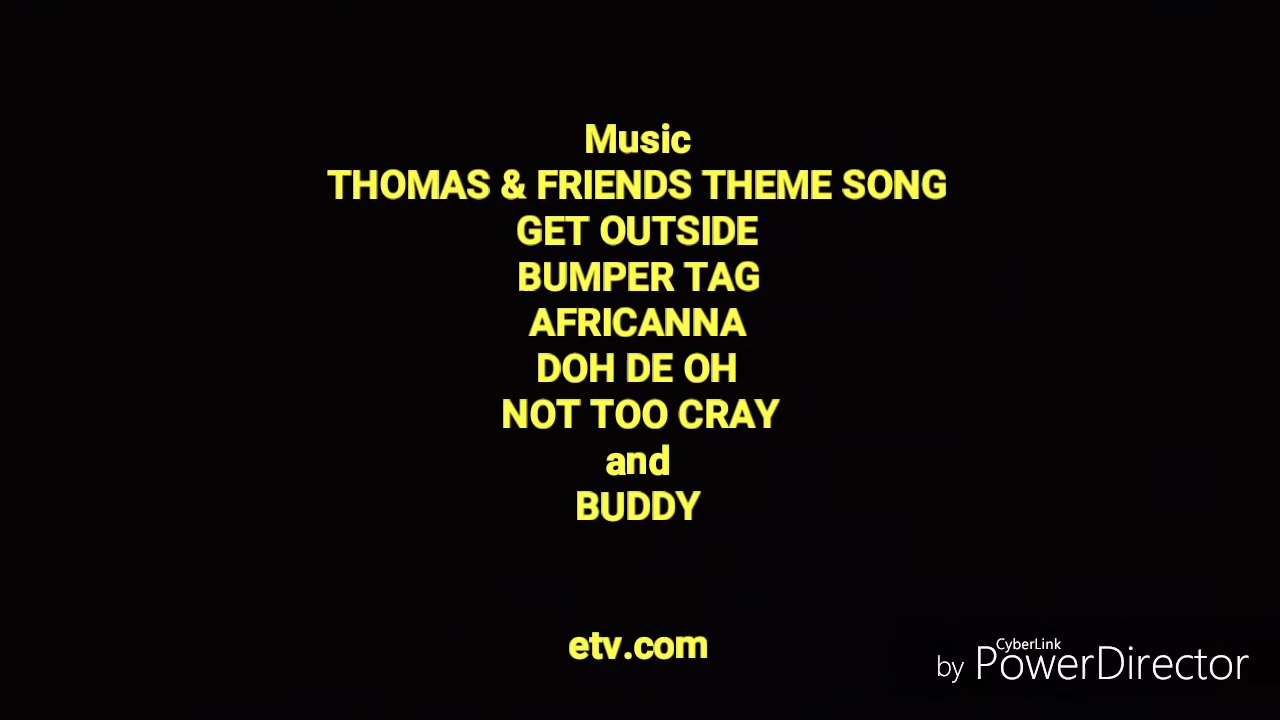 Music
THOMAS & FRIENDS THEME SONG
GET OUTSIDE
BUMPER TAG
AFRICANNA
DOH DE OH
NOT TOO CRAY
and
BUDDY
etv.com
CyberLink
by PowerDirector